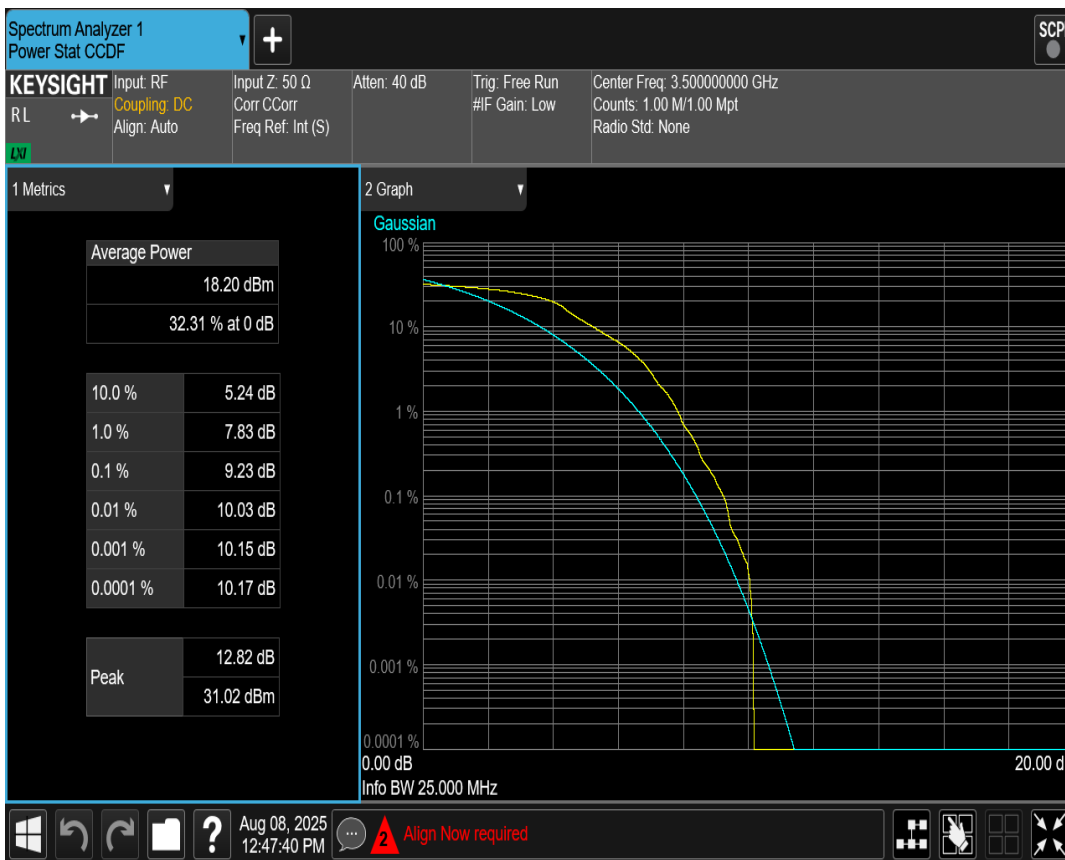 Spectrum Analyzer 1
Power Stat CCDF
+
SCP
KEYSIGHT
RL
LXI
Input: RF
Coupling: DC
Align: Auto
Input Z: 50 Ω
Corr CCorr
Freq Ref: Int (S)
Atten: 40 dB
Trig: Free Run
#IF Gain: Low
Center Freq: 3.500000000 GHz
Counts: 1.00 M/1.00 Mpt
Radio Std: None
1 Metrics
Average Power
18.20 dBm
32.31 % at 0 dB
10.0 % 5.24 dB
1.0 % 7.83 dB
0.1 % 9.23 dB
0.01 % 10.03 dB
0.001 % 10.15 dB
0.0001 % 10.17 dB
Peak
12.82 dB
31.02 dBm
2 Graph
Gaussian
100 %
10 %
1 %
0.1 %
0.01 %
0.001 %
0.0001 %
0.00 dB 20.00 d
Info BW 25.000 MHz
?
Aug 08, 2025
12:47:40 PM
2
Align Now required